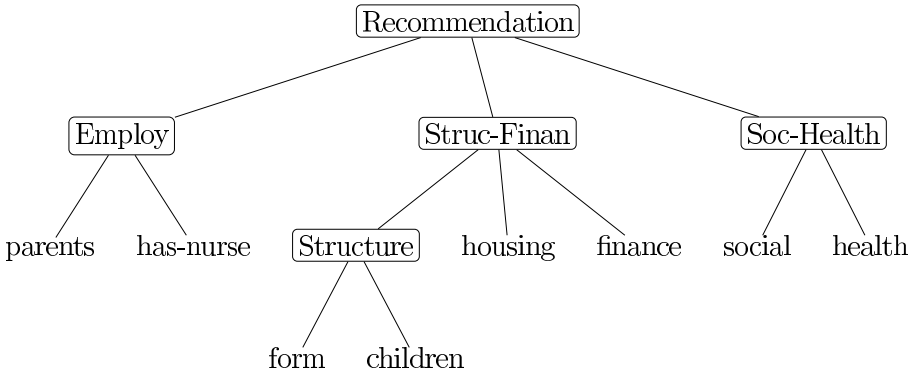 Recommendation
Employ Struc-Finan Soc-Health
parents has-nurse Structure housing finance social health
form children